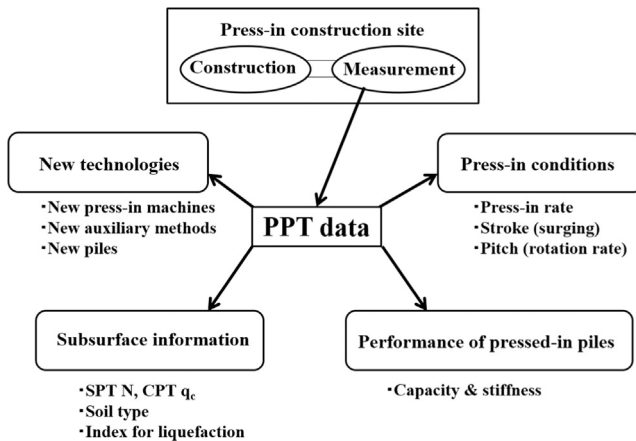 Press-in construction site
Construction
Measurement
New technologies
・New press-in machines
・New auxiliary methods
・New piles
Press-in conditions
・Press-in rate
・Stroke (surging)
・Pitch (rotation rate)
PPT data
Subsurface information
・SPT N, CPT qc
・Soil type
・Index for liquefaction
Performance of pressed-in piles
・Capacity & stiffness